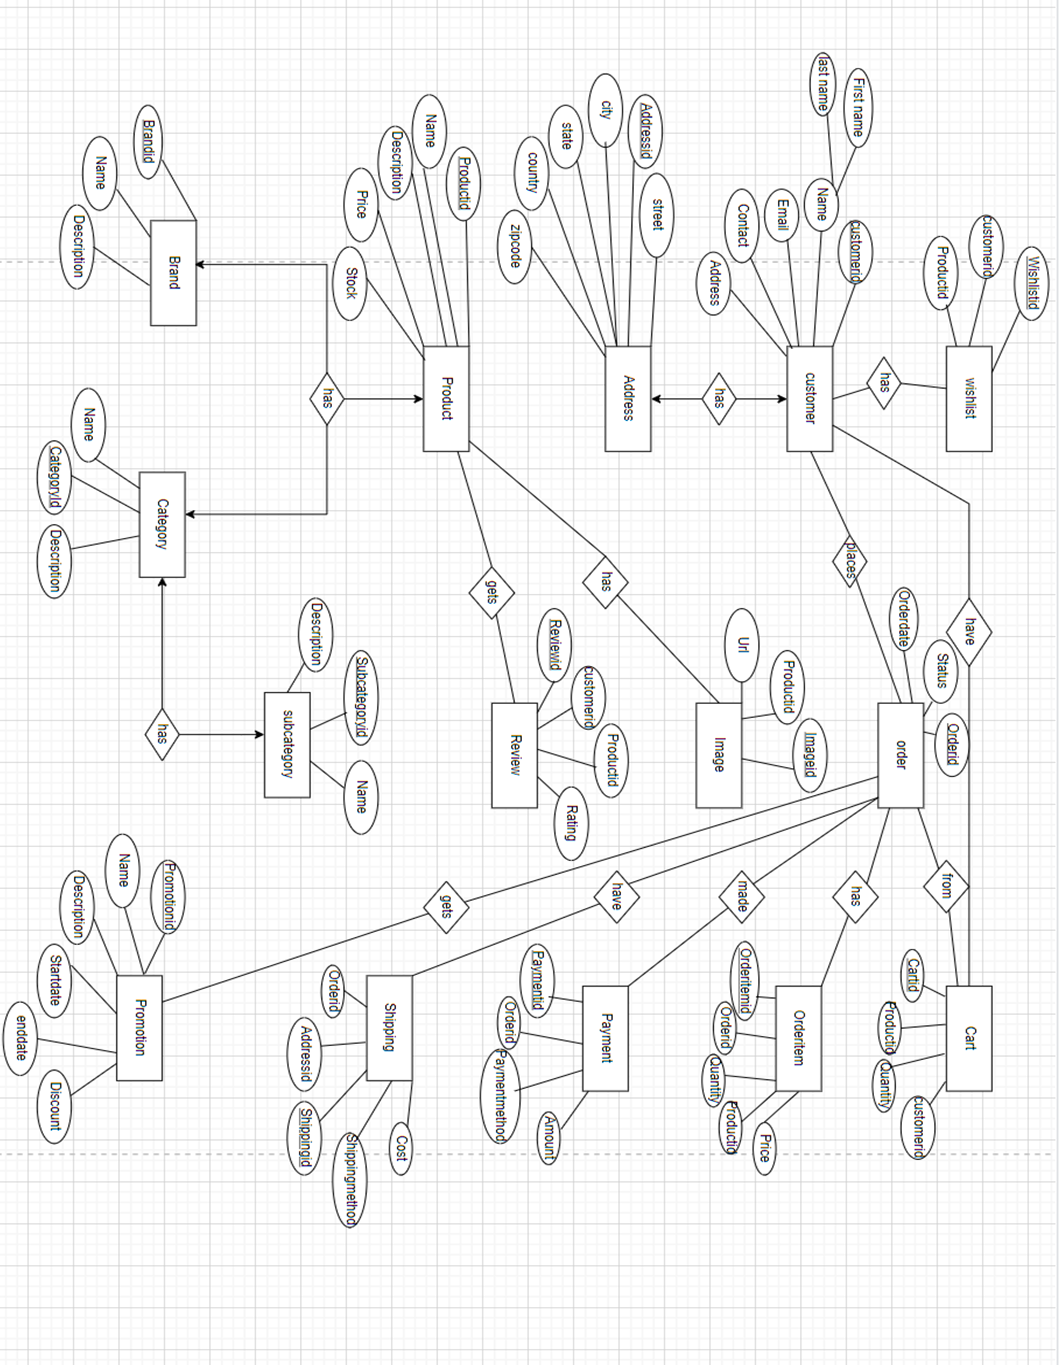 Wishlistid
customerid
Productid
wishlist
has
First name
last name
Name
customerid
Email
Contact
Address
customer
has
have
places
Orderdate
Status
Orderid
order
from
Cartid
Productid
Quantity
customerid
Cart
has
Orderitemid
Orderid
Quantity
Productid
Price
Orderitem
Addressid
street
city
state
country
zipcode
Address
Url
Productid
Imageid
Image
has
made
Paymentid
Orderid
Paymentmethod
Amount
Payment
Productid
Name
Description
Price
Stock
Product
gets
Reviewid
customerid
Productid
Rating
Review
have
Orderid
Addressid
Shippingid
Shippingmethod
Cost
Shipping
has
Brandid
Name
Description
Brand
Name
CategoryId
Description
Category
has
Description
Subcategoryid
Name
subcategory
gets
Promotionid
Name
Description
Startdate
enddate
Discount
Promotion